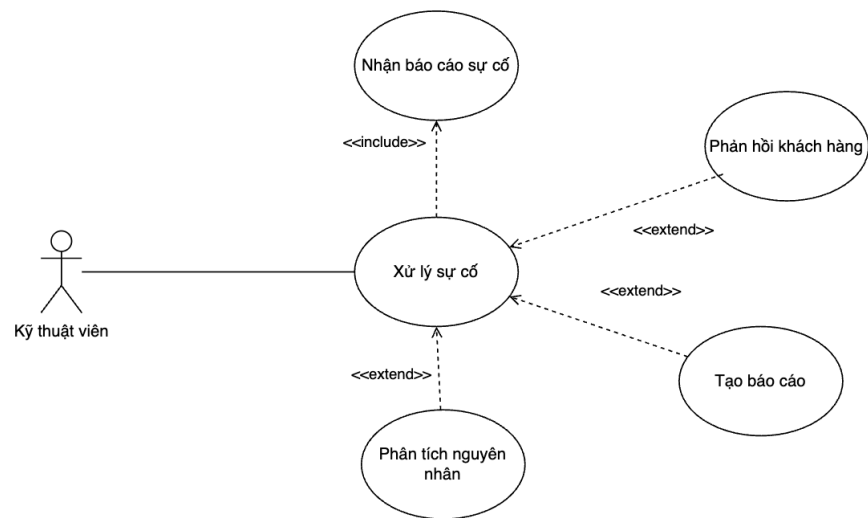 Nhận báo cáo sự cố
<<include>>
Phản hồi khách hàng
<<extend>>
Xử lý sự cố
<<extend>>
Kỹ thuật viên
<<extend>>
Tạo báo cáo
Phân tích nguyên
nhân